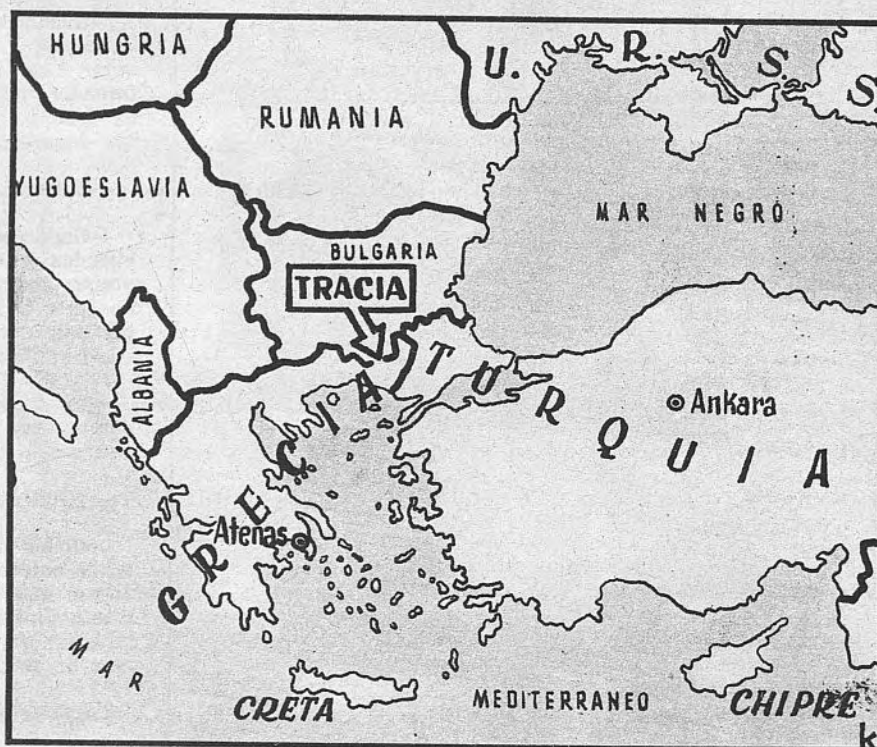 HUNGRIA
U. R. S. S.
RUMANIA
YUGOESLAVIA
MAR NEGRO
BULGARIA
TRACIA
ALBANIA
TURQUIA
Ankara
GRECIA
Atenas
MAR
MEDITERRANEO
CRETA
CHIPRE
k